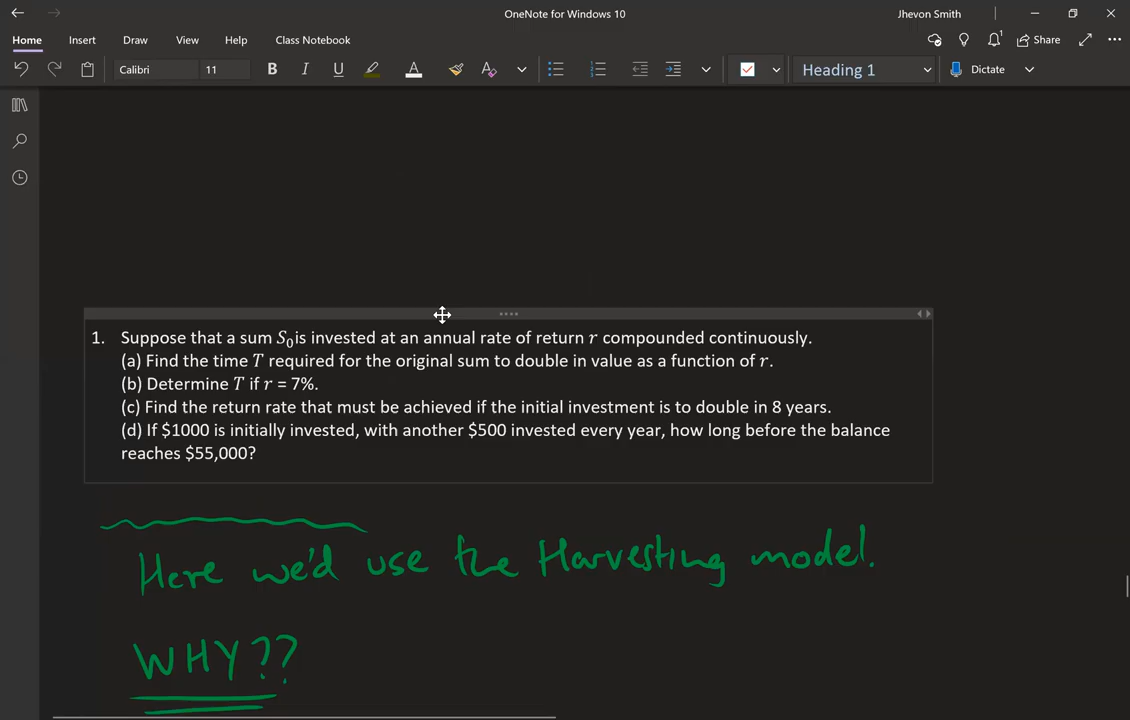 OneNote for Windows 10
Jhevon Smith
Home Insert Draw View Help Class Notebook
Share
Calibri 11 B I U A Heading 1 Dictate
1. Suppose that a sum S₀ is invested at an annual rate of return r compounded continuously.
(a) Find the time T required for the original sum to double in value as a function of r.
(b) Determine T if r = 7%.
(c) Find the return rate that must be achieved if the initial investment is to double in 8 years.
(d) If $1000 is initially invested, with another $500 invested every year, how long before the balance
reaches $55,000?
Here we'd use the Harvesting model.
WHY??